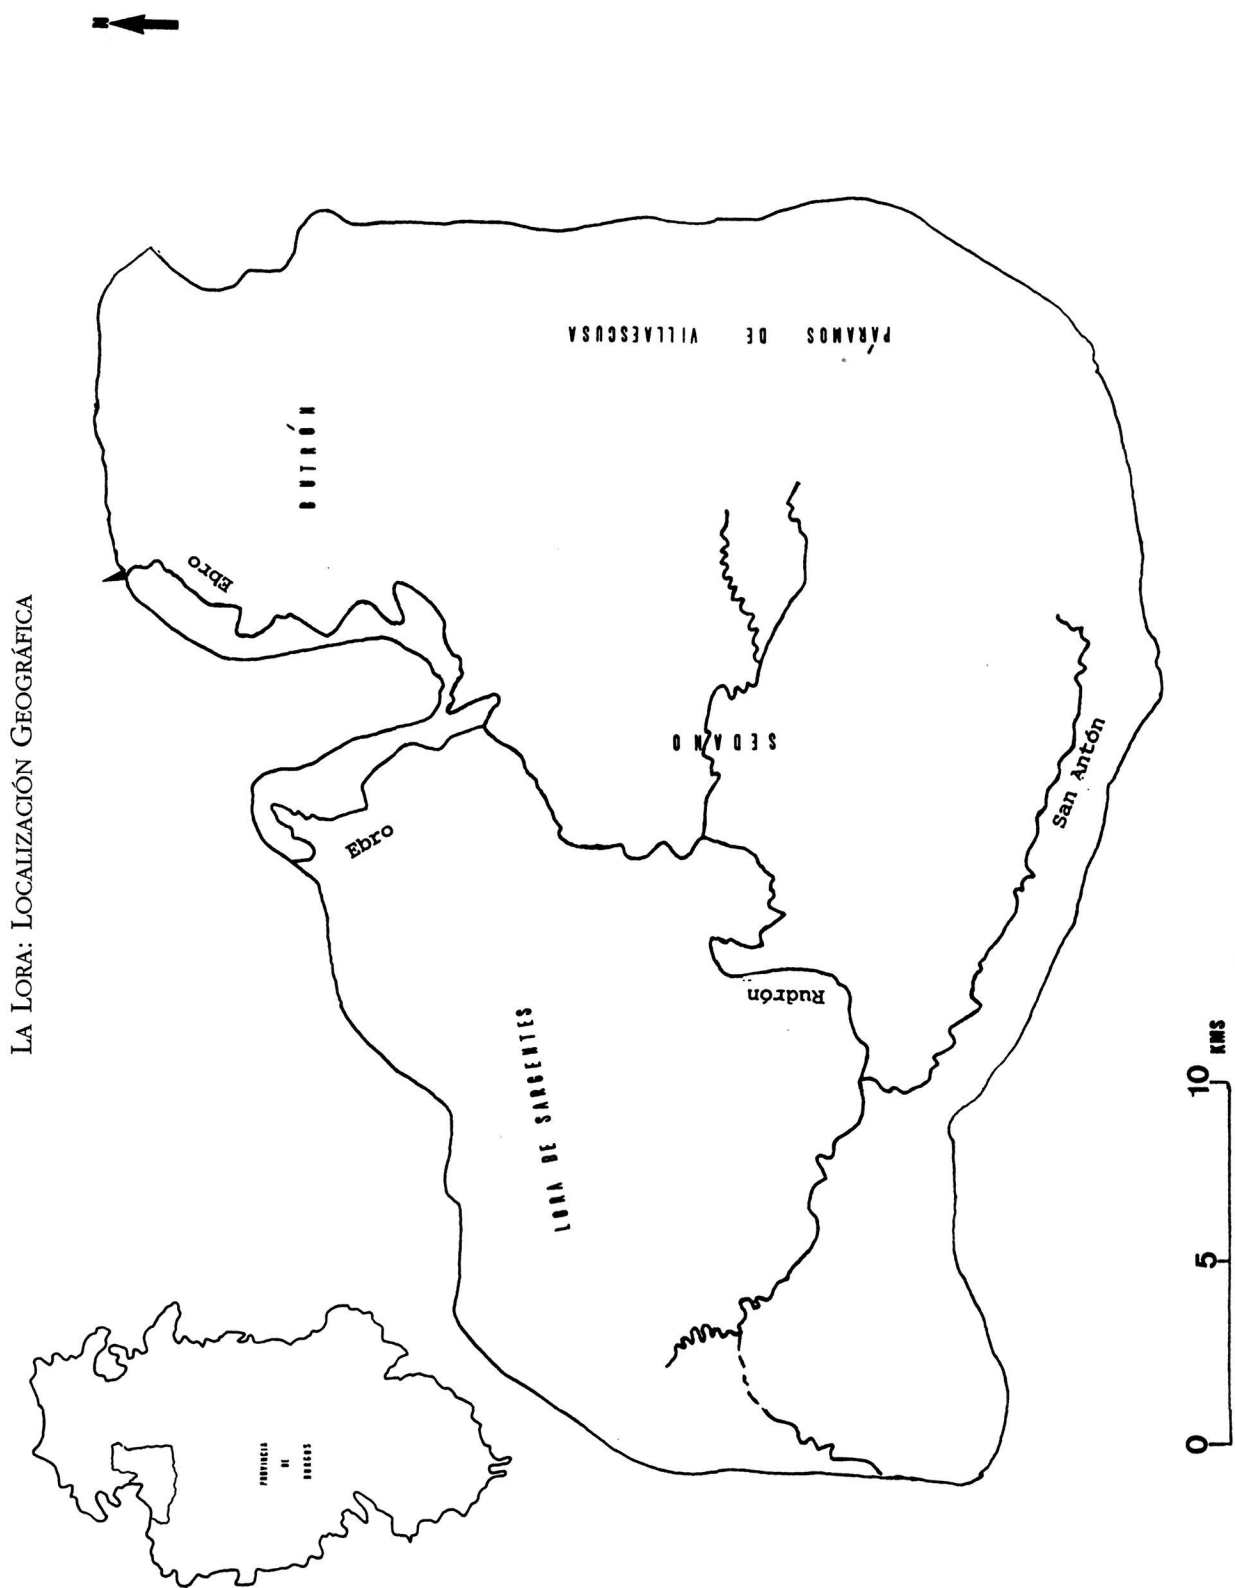 LA LORA: LOCALIZACIÓN GEOGRÁFICA
N
PROVINCIA
DE
BURGOS
Ebro
Ebro
BUTRÓN
LORA DE SARGENTES
SEDANO
PÁRAMOS DE VILLAESCUSA
Rudrón
San Antón
0 5 10
KMS